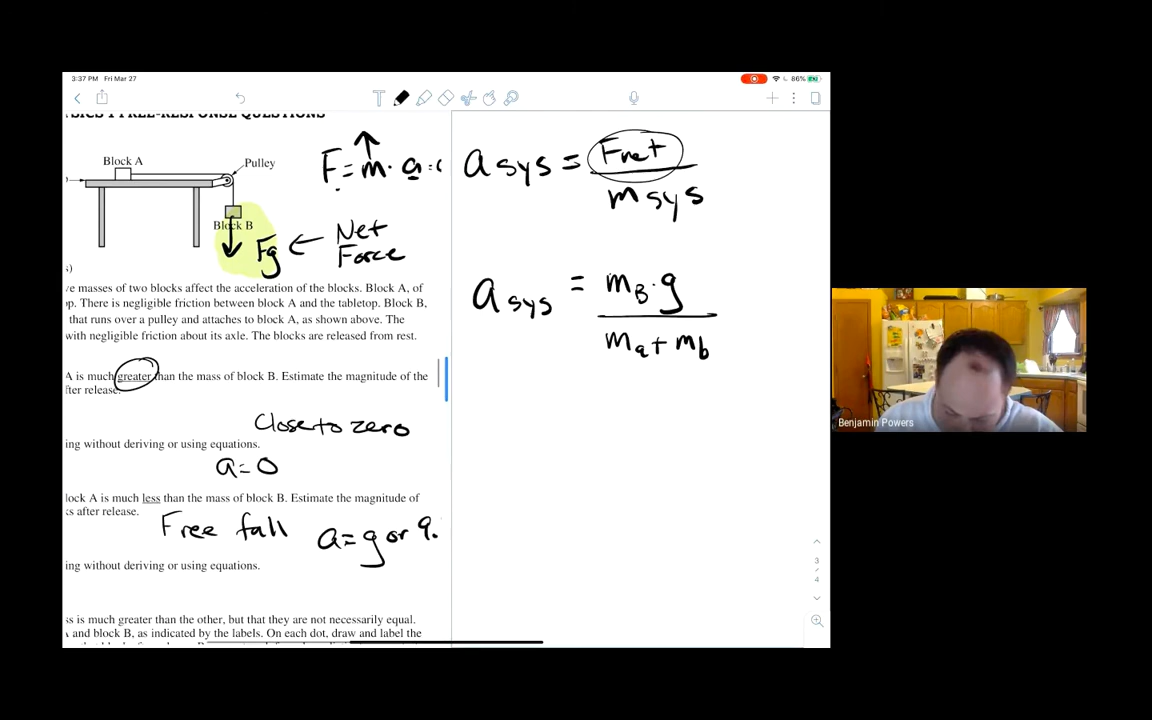 3:37 PM Fri Mar 27
86%
T
SICS 1 FREE-RESPONSE QUESTIONS
Block A
Pulley
F = m · a =
Block B
Fg ← Net Force
e masses of two blocks affect the acceleration of the blocks. Block A, of
p. There is negligible friction between block A and the tabletop. Block B,
that runs over a pulley and attaches to block A, as shown above. The
with negligible friction about its axle. The blocks are released from rest.
A is much greater than the mass of block B. Estimate the magnitude of the
fter release.
Close to zero
ing without deriving or using equations.
a = 0
lock A is much less than the mass of block B. Estimate the magnitude of
ks after release.
Free fall a = g or 9.
ing without deriving or using equations.
ss is much greater than the other, but that they are not necessarily equal.
and block B, as indicated by the labels. On each dot, draw and label the
a sys = Fnet / m sys
a sys = mB · g / ma + mb
3
/
4
Benjamin Powers